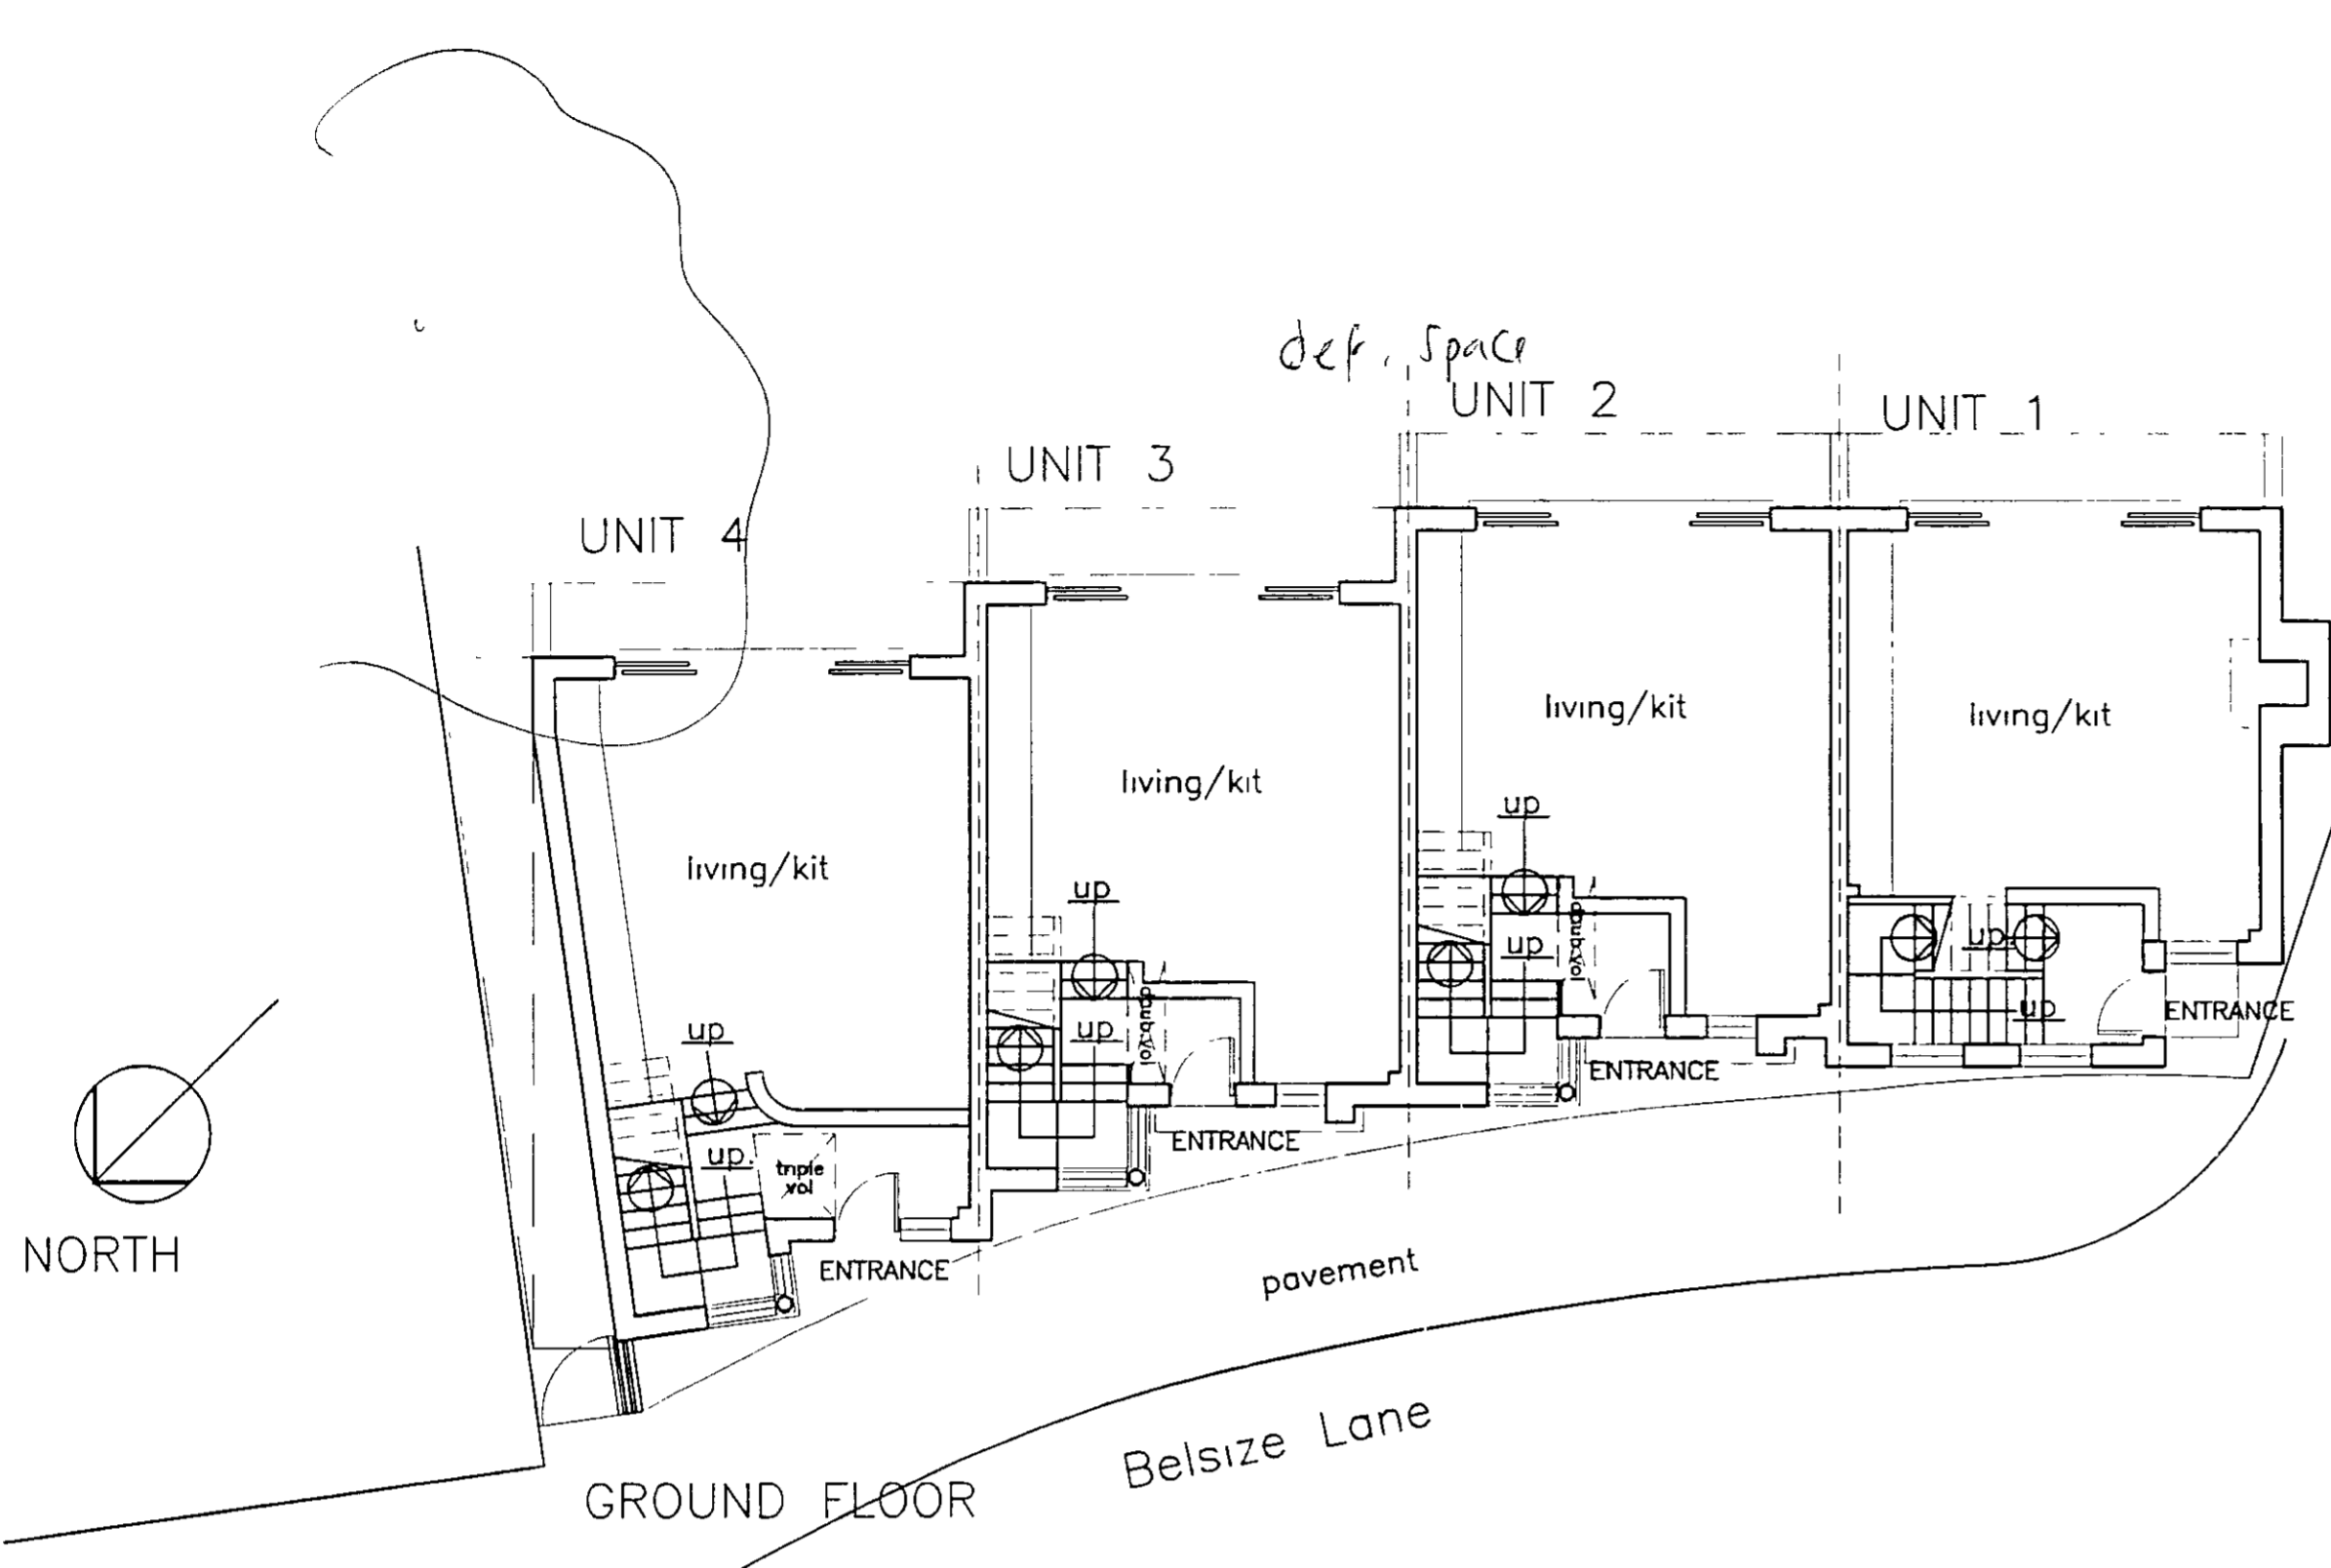 def. space
UNIT 2
UNIT 1
UNIT 3
UNIT 4
living/kit
living/kit
living/kit
living/kit
up
up
up
up
up
up
up.
up
ENTRANCE
ENTRANCE
ENTRANCE
ENTRANCE
up.
triple
vol
NORTH
pavement
Belsize Lane
GROUND FLOOR